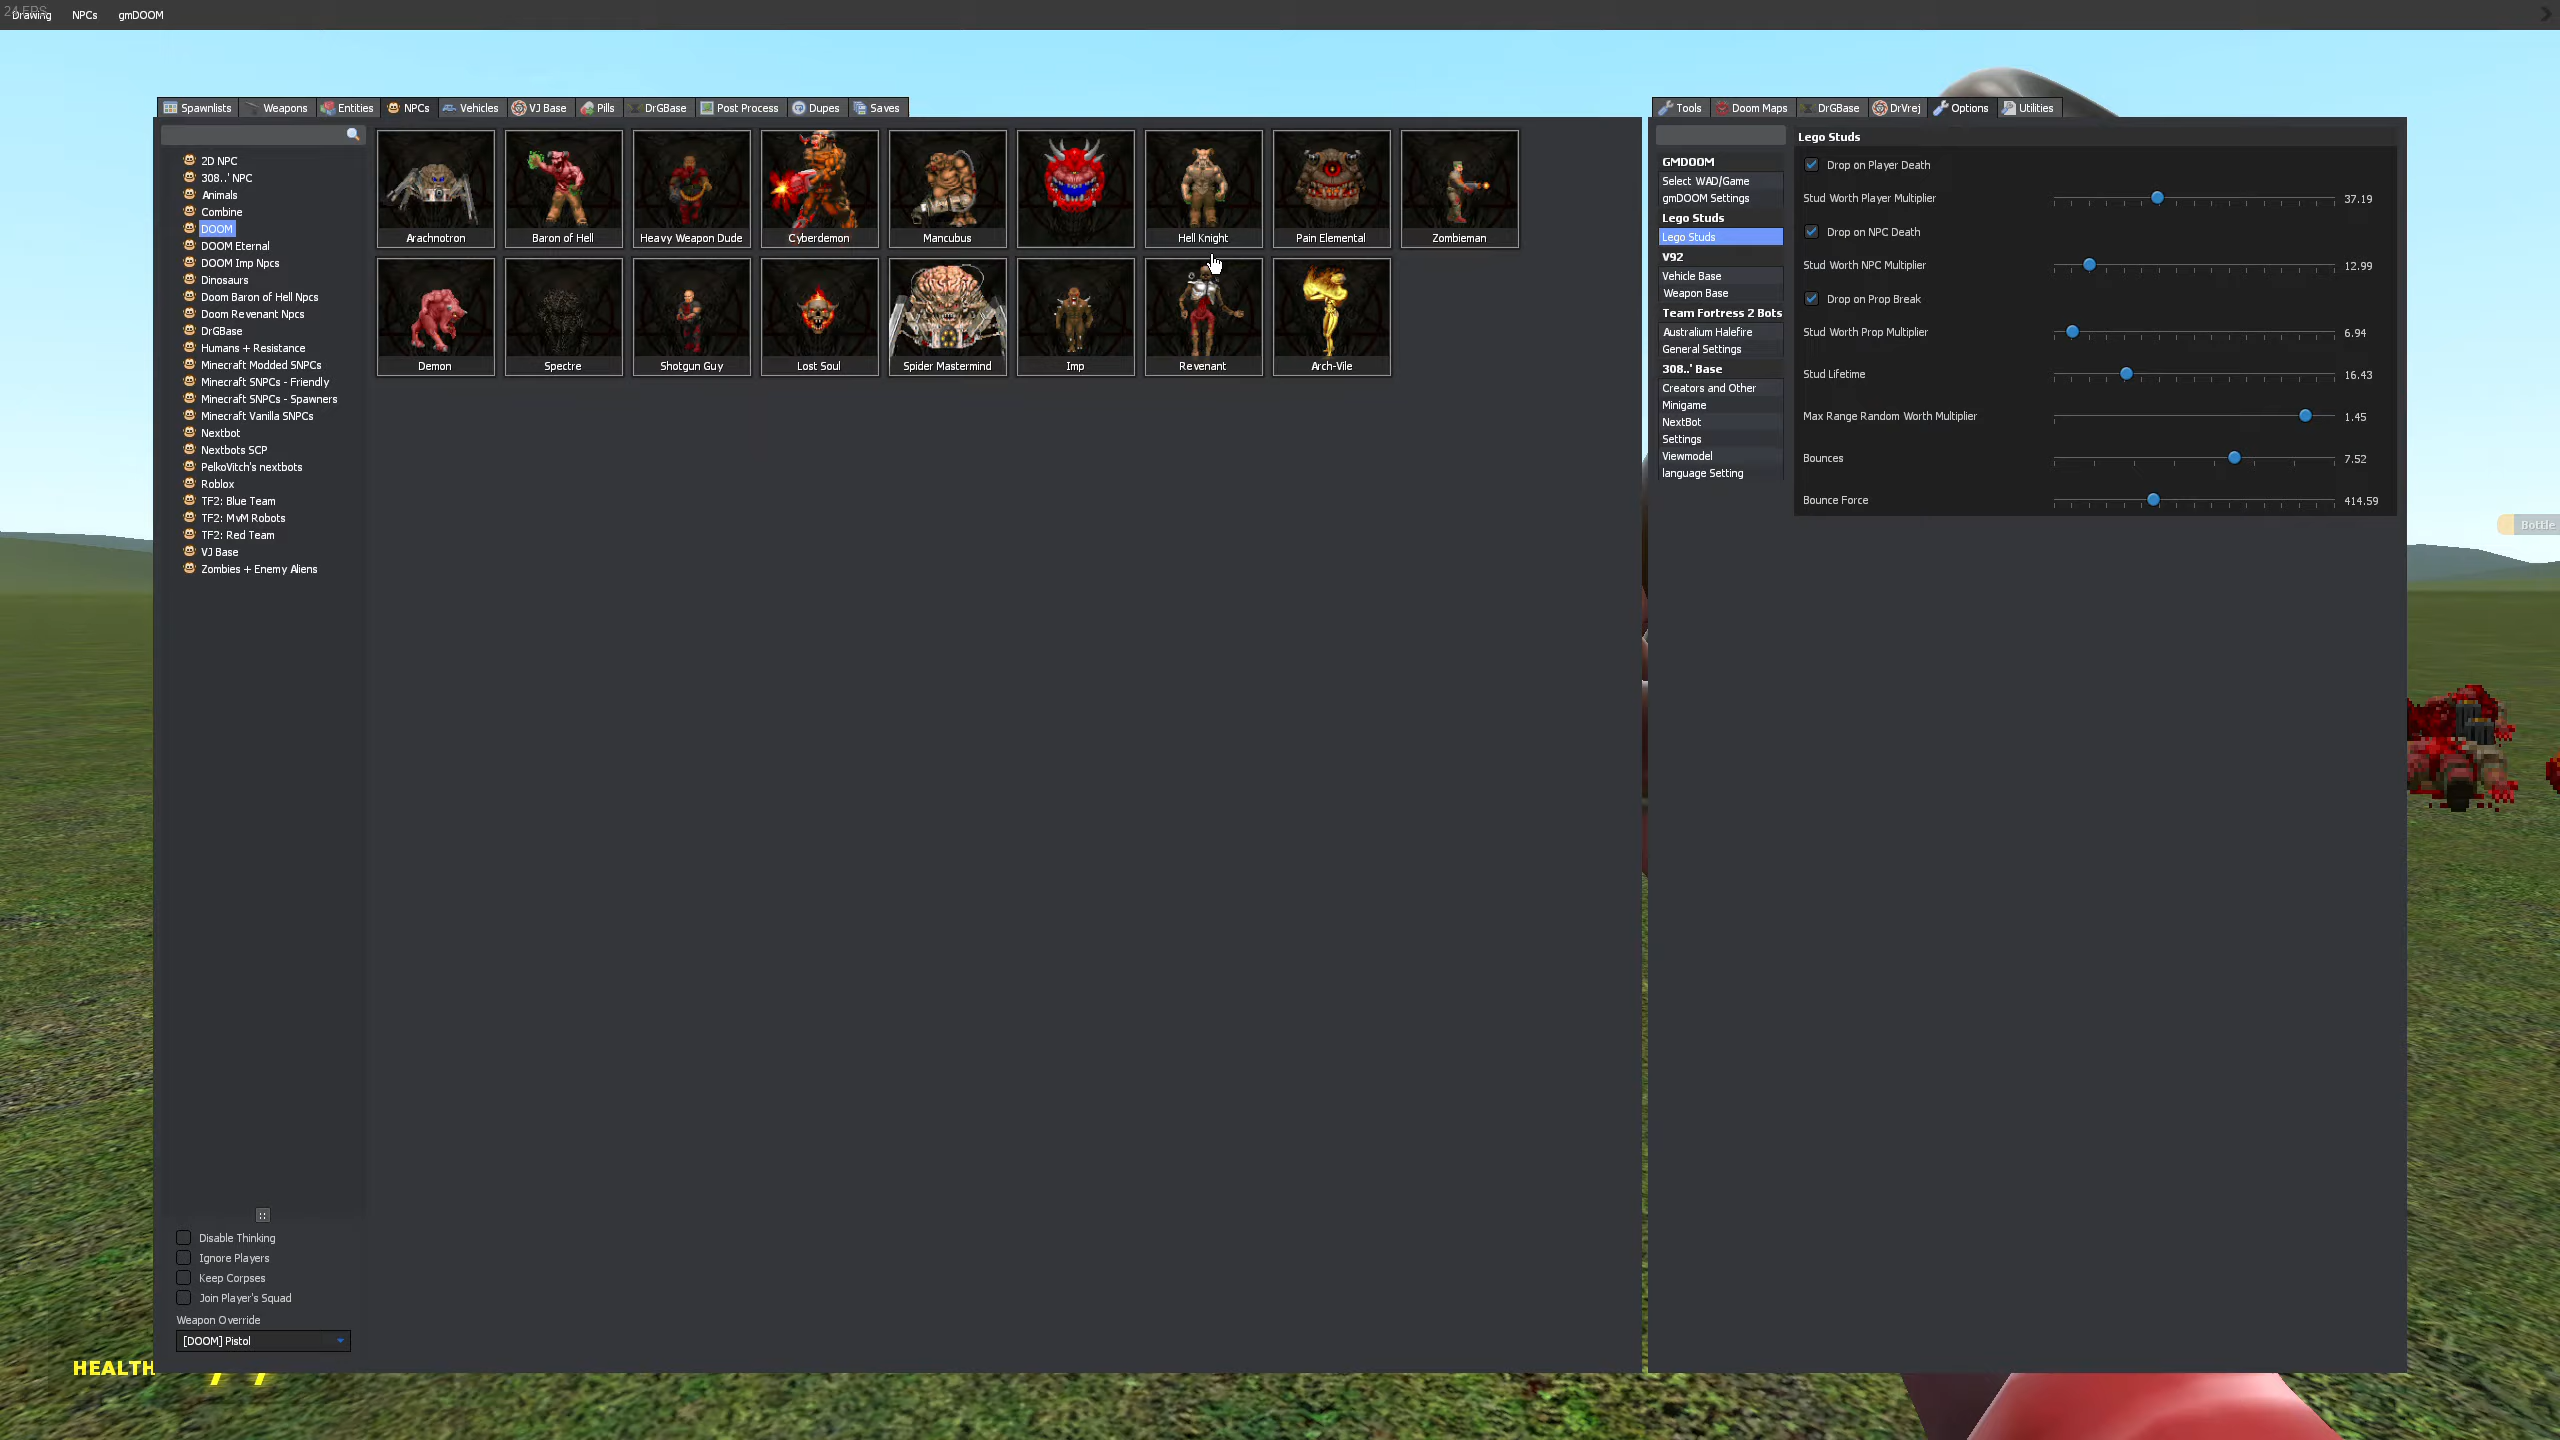 Drawing NPCs gmDOOM
Spawnlists Weapons Entities NPCs Vehicles VJ Base Pills DrGBase Post Process Dupes Saves
2D NPC
308..' NPC
Animals
Combine
DOOM
DOOM Eternal
DOOM Imp Npcs
Dinosaurs
Doom Baron of Hell Npcs
Doom Revenant Npcs
DrGBase
Humans + Resistance
Minecraft Modded SNPCs
Minecraft SNPCs - Friendly
Minecraft SNPCs - Spawners
Minecraft Vanilla SNPCs
Nextbot
Nextbots SCP
PelkoVitch's nextbots
Roblox
TF2: Blue Team
TF2: MvM Robots
TF2: Red Team
VJ Base
Zombies + Enemy Aliens
Disable Thinking
Ignore Players
Keep Corpses
Join Player's Squad
Weapon Override
[DOOM] Pistol
HEALTH
Arachnotron Baron of Hell Heavy Weapon Dude Cyberdemon Mancubus Hell Knight Pain Elemental Zombieman
Demon Spectre Shotgun Guy Lost Soul Spider Mastermind Imp Revenant Arch-Vile
Tools Doom Maps DrGBase DrVrej Options Utilities
GMDOOM
Select WAD/Game
gmDOOM Settings
Lego Studs
Lego Studs
V92
Vehicle Base
Weapon Base
Team Fortress 2 Bots
Australium Halefire
General Settings
308..' Base
Creators and Other
Minigame
NextBot
Settings
Viewmodel
language Setting
Lego Studs
Drop on Player Death
Stud Worth Player Multiplier 37.19
Drop on NPC Death
Stud Worth NPC Multiplier 12.99
Drop on Prop Break
Stud Worth Prop Multiplier 6.94
Stud Lifetime 16.43
Max Range Random Worth Multiplier 1.45
Bounces 7.52
Bounce Force 414.59
Bottle